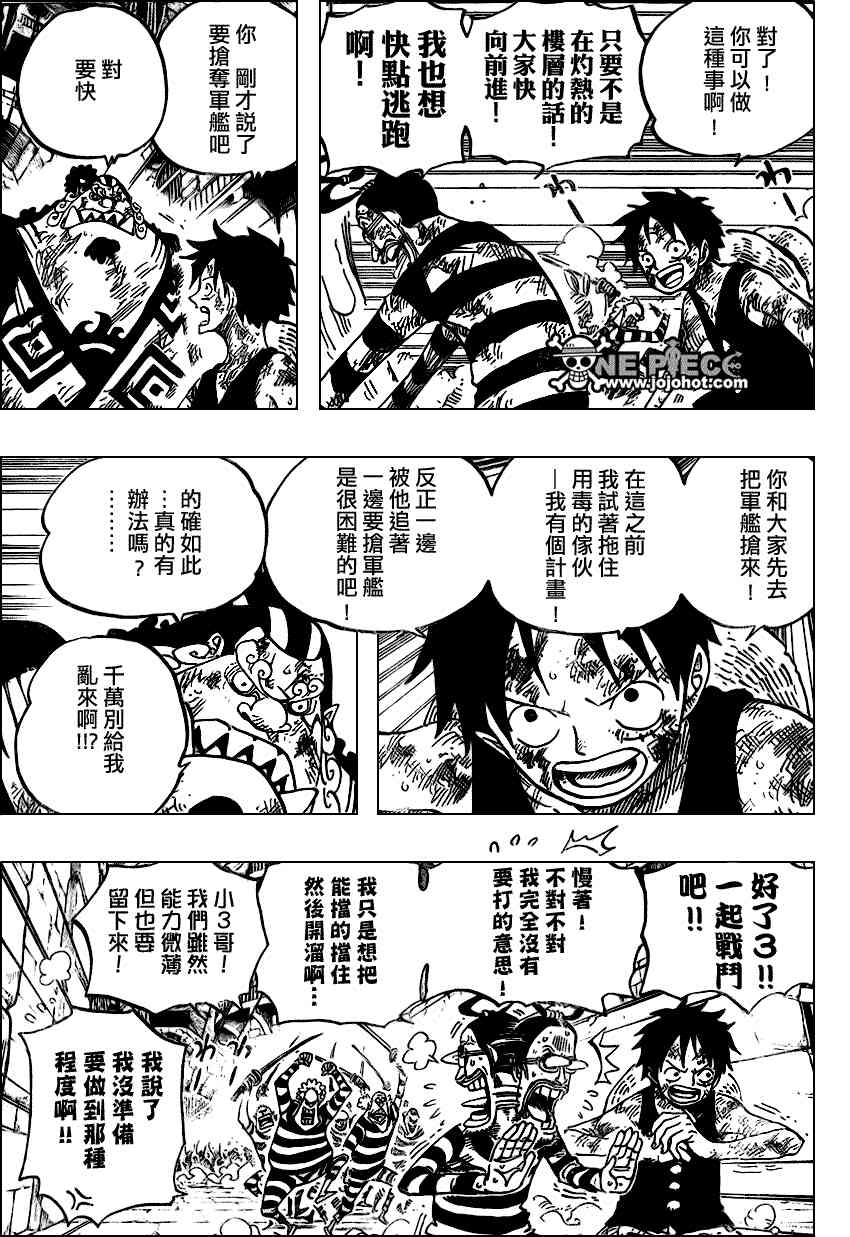 對了！
你可以做
這種事啊！
只要不是
在灼熱的
樓層的話！
大家快
向前進！
我也想
快點逃跑
啊！
わ
わ
ONE PIECE
www.jojohot.com
你 剛才說了
要搶奪軍艦吧
對
要快
你和大家先去
把軍艦搶來！
在這之前
我試著拖住
用毒的傢伙
—我有個計畫！
反正一邊
被他追著
一邊要搶軍艦
是很困難的吧！
的確如此
…真的有
辦法嗎？
………
千萬別給我
亂來啊!!?
好了3!!
一起戰鬥
吧!!
慢著！
不對不對
我完全沒有
要打的意思！
我只是想把
能擋的擋住
然後開溜啊…
小3哥！
我們雖然
能力微薄
但也要
留下來！
我說了
我沒準備
要做到那種
程度啊!!